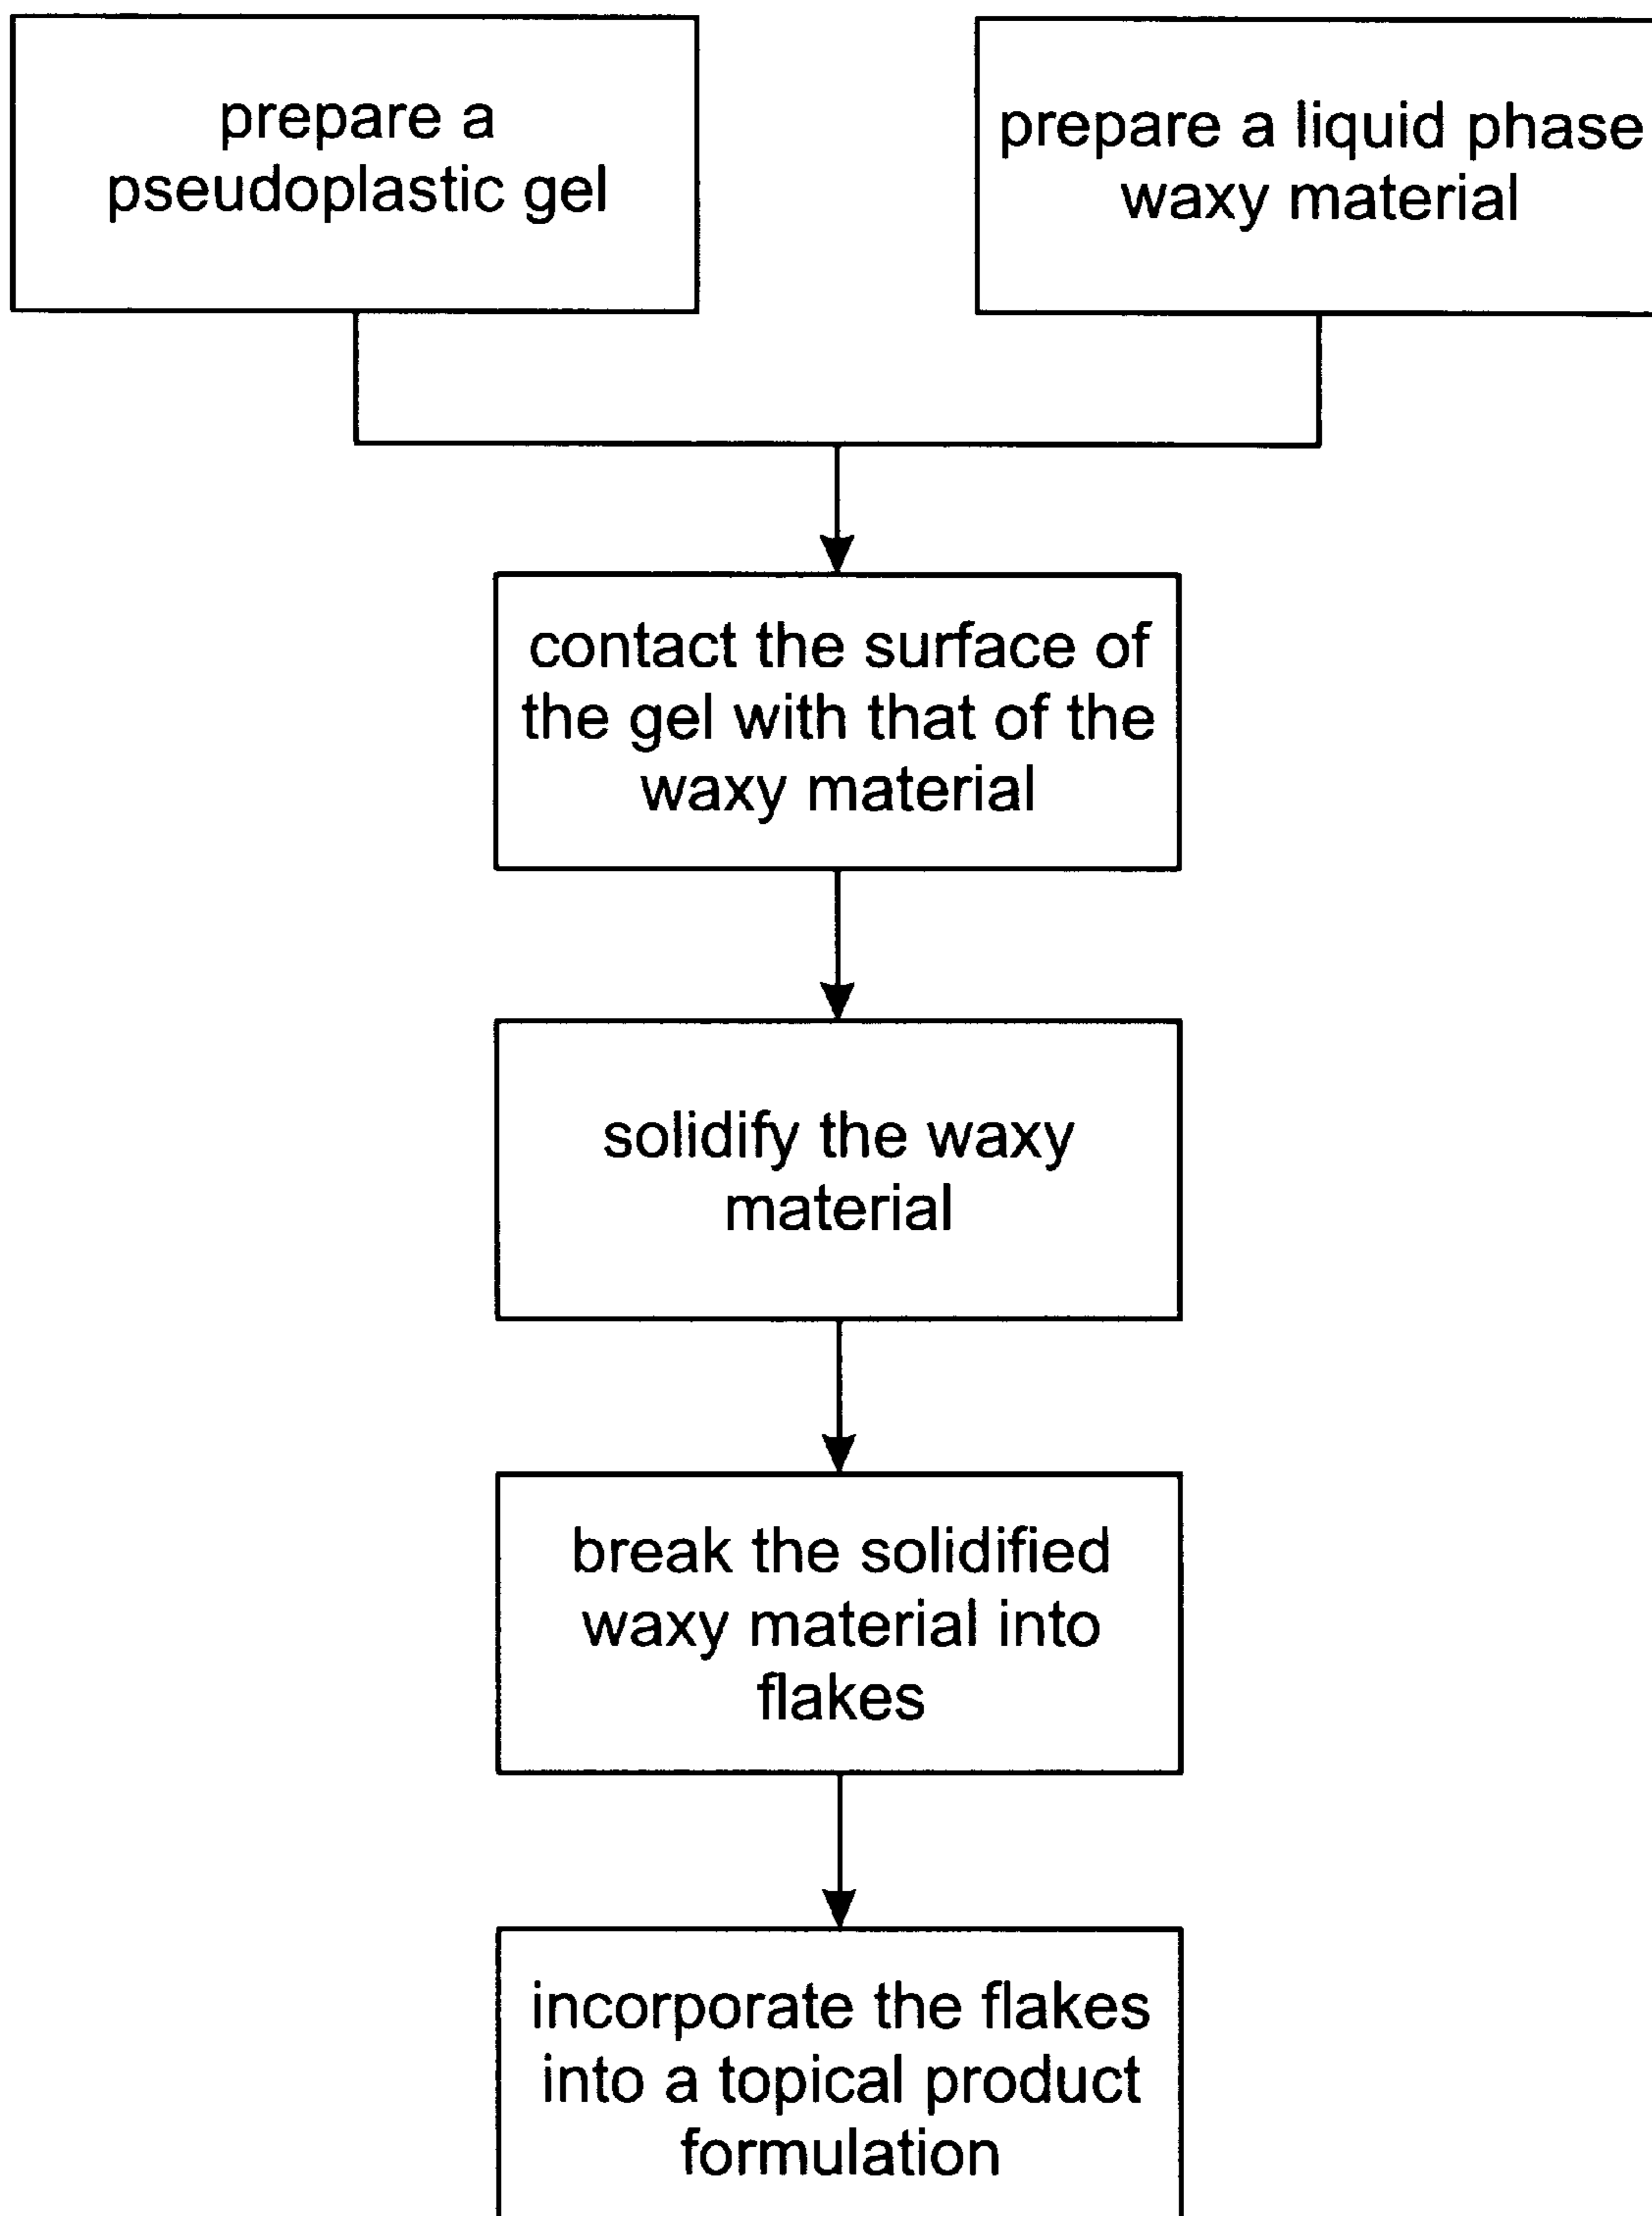 prepare a
pseudoplastic gel
prepare a liquid phase
waxy material
contact the surface of
the gel with that of the
waxy material
solidify the waxy
material
break the solidified
waxy material into
flakes
incorporate the flakes
into a topical product
formulation